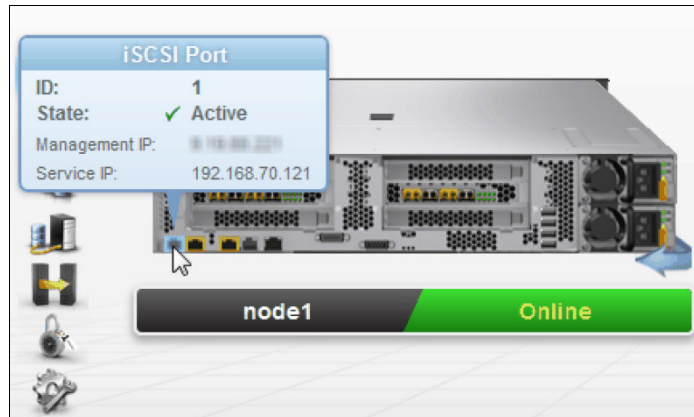 iSCSI Port
ID: 1
State: ✓ Active
Management IP:
Service IP: 192.168.70.121
node1 Online